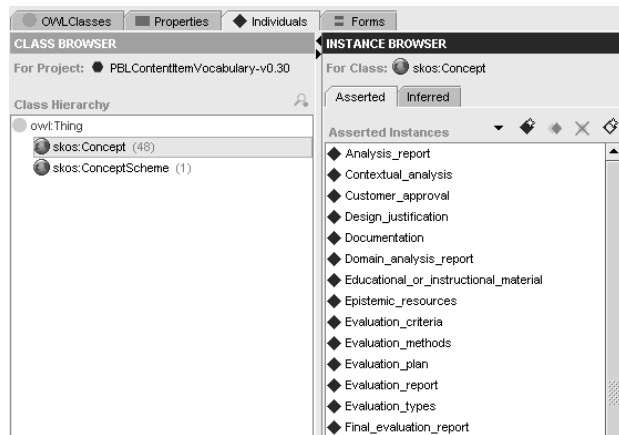 OWLClasses Properties Individuals Forms
CLASS BROWSER
For Project: PBLContentItemVocabulary-v0.30
Class Hierarchy
owl:Thing
skos:Concept (48)
skos:ConceptScheme (1)
INSTANCE BROWSER
For Class: skos:Concept
Asserted Inferred
Asserted Instances
Analysis_report
Contextual_analysis
Customer_approval
Design_justification
Documentation
Domain_analysis_report
Educational_or_instructional_material
Epistemic_resources
Evaluation_criteria
Evaluation_methods
Evaluation_plan
Evaluation_report
Evaluation_types
Final_evaluation_report